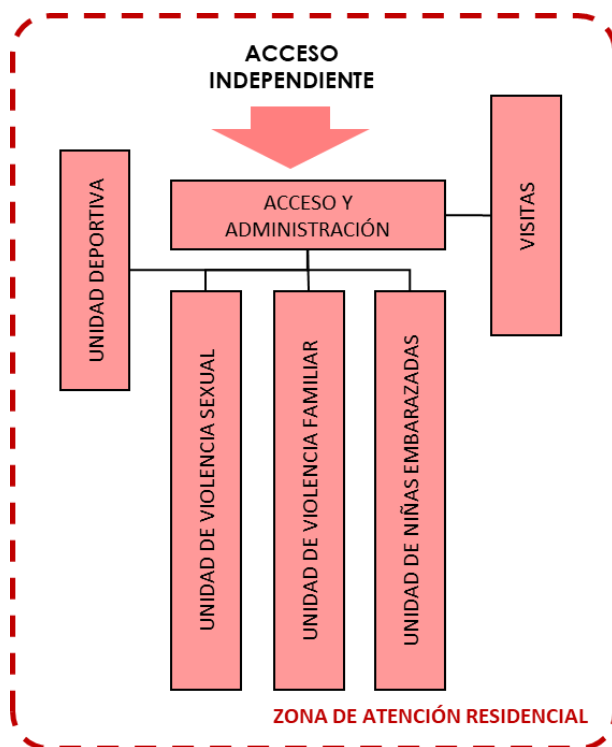 ACCESO
INDEPENDIENTE
ACCESO Y
ADMINISTRACIÓN
VISITAS
UNIDAD DEPORTIVA
UNIDAD DE VIOLENCIA SEXUAL
UNIDAD DE VIOLENCIA FAMILIAR
UNIDAD DE NIÑAS EMBARAZADAS
ZONA DE ATENCIÓN RESIDENCIAL